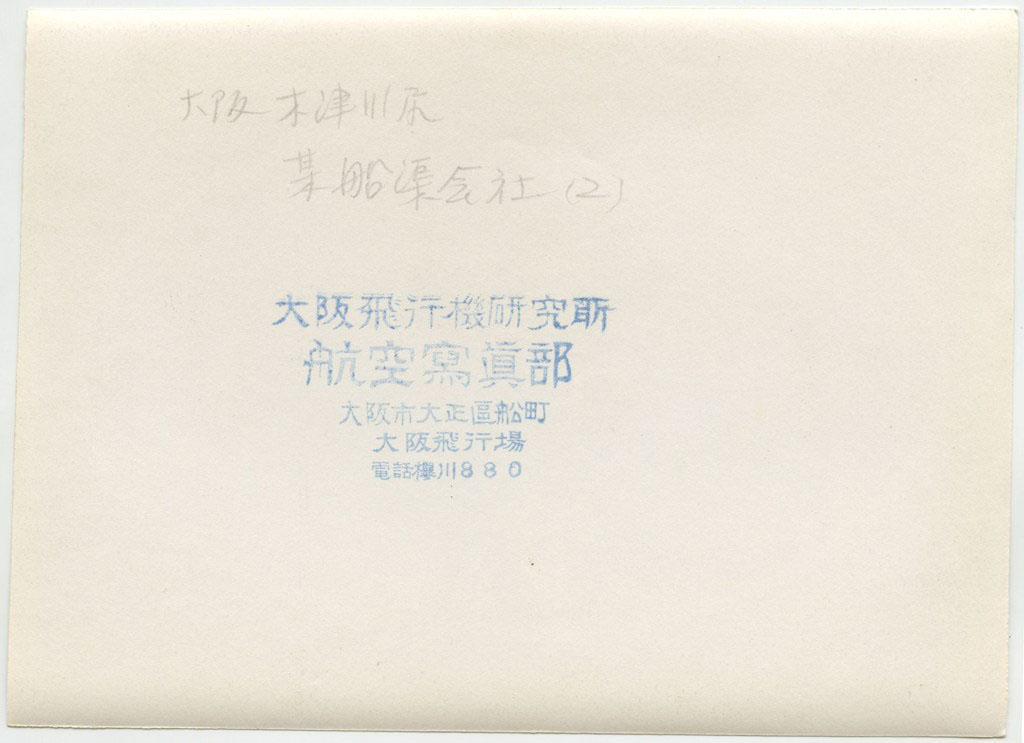 大阪木津川尻
某船渠会社(2)
大阪飛行機研究所
航空寫眞部
大阪市大正區船町
大阪飛行場
電話櫻川880